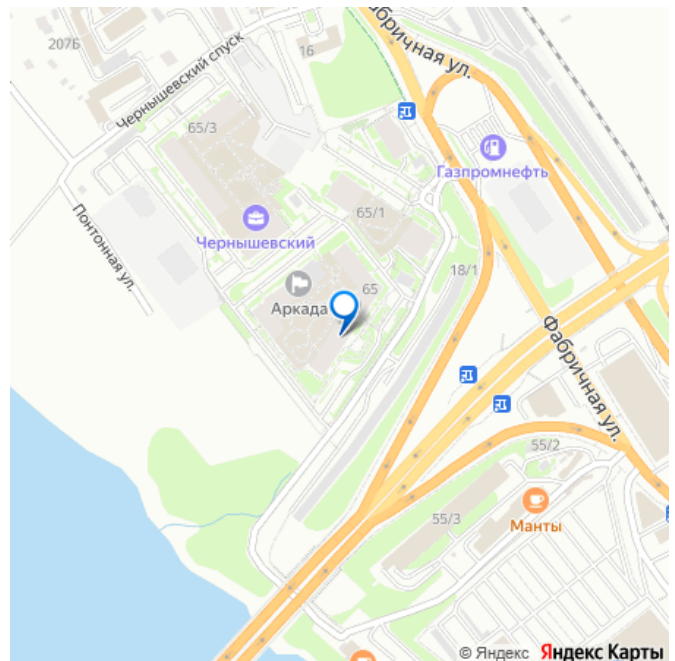 207Б
Чернышевский спуск
16
Фабричная ул.
65/3
Газпромнефть
65/1
Понтонная ул.
Чернышевский
18/1
65
Аркада
Фабричная ул.
55/2
55/3
Манты
© Яндекс Яндекс Карты